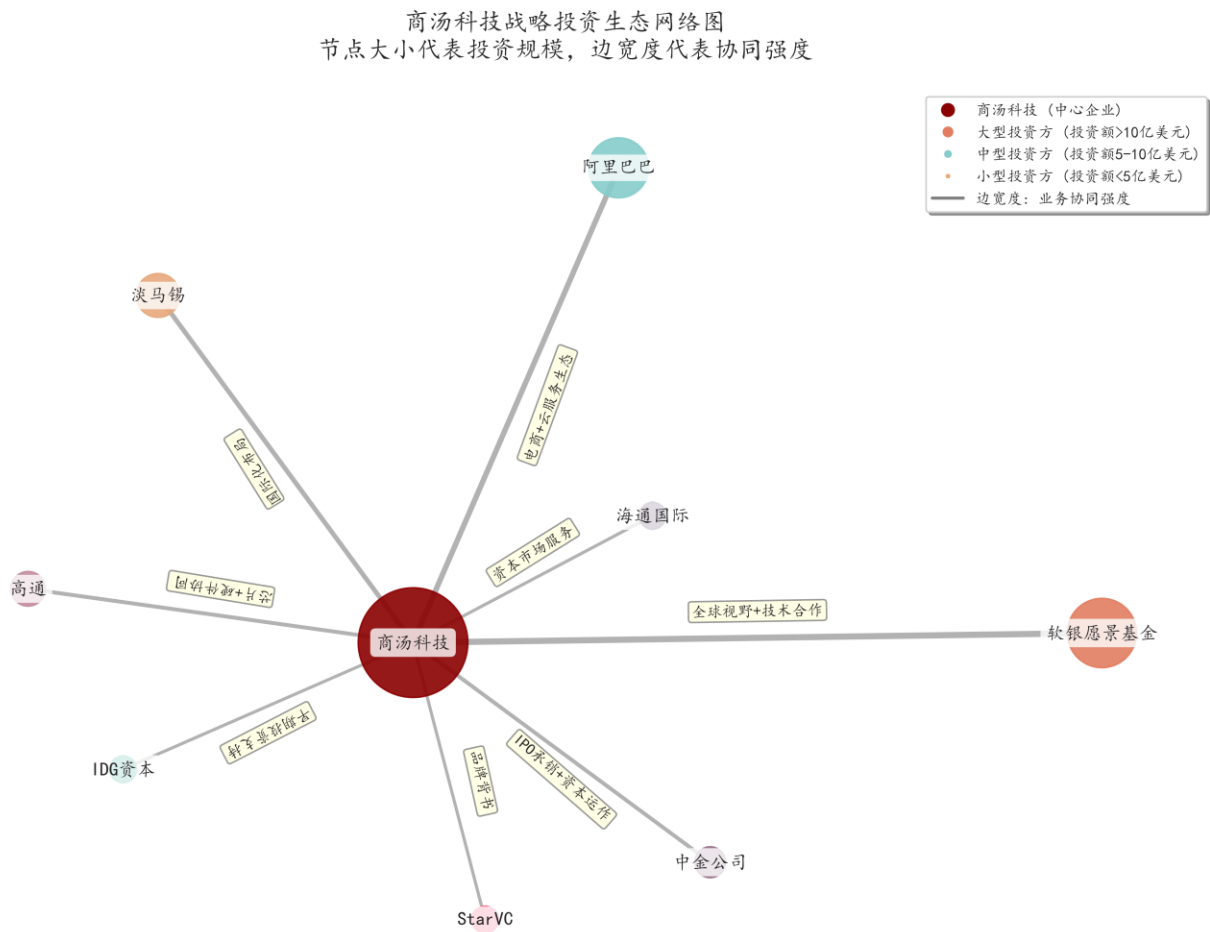 商汤科技战略投资生态网络图
节点大小代表投资规模，边宽度代表协同强度
商汤科技 (中心企业)
大型投资方 (投资额>10亿美元)
中型投资方 (投资额5-10亿美元)
小型投资方 (投资额<5亿美元)
边宽度: 业务协同强度
阿里巴巴
淡马锡
电商+云服务生态
国际化布局
海通国际
资本市场服务
高通
芯片+硬件协同
全球视野+技术合作
软银愿景基金
商汤科技
早期投资支持
IDG资本
品牌背书
IPO承销+资本运作
中金公司
StarVC